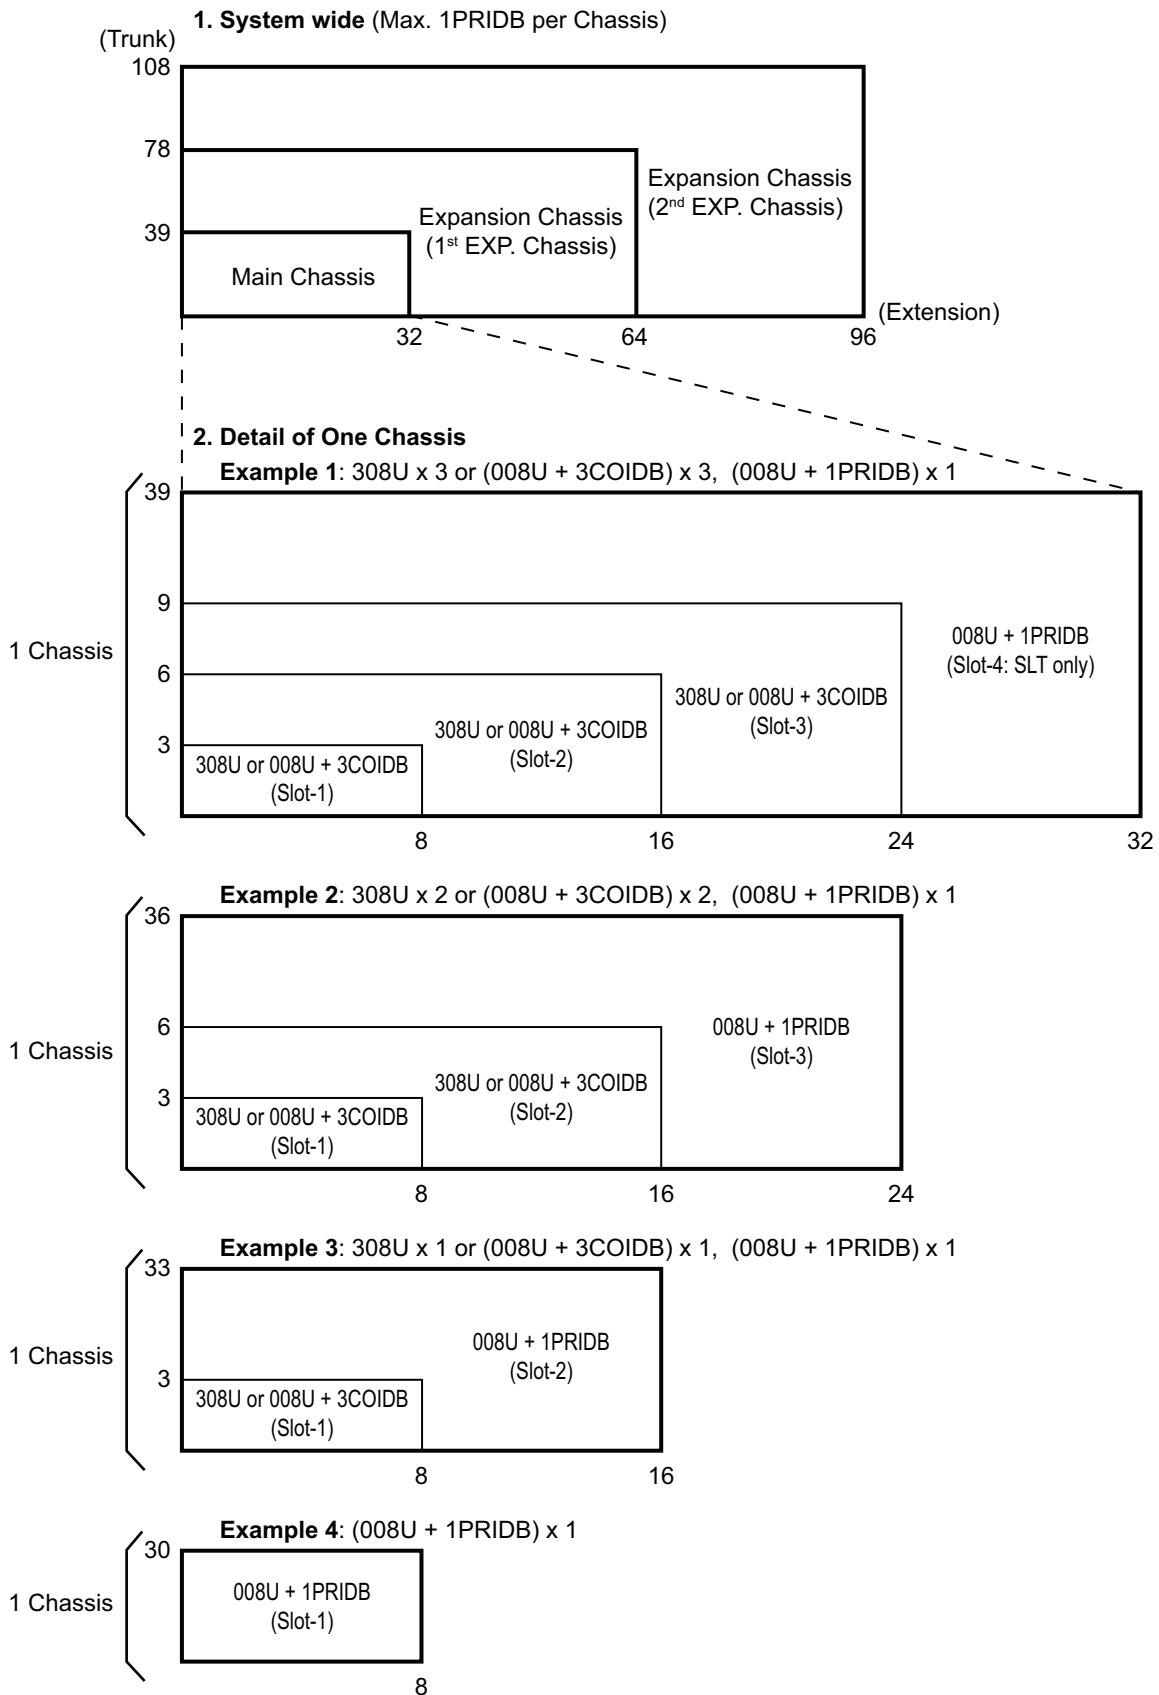 1. System wide (Max. 1PRIDB per Chassis)
(Trunk)
108
78
39
Expansion Chassis
(2nd EXP. Chassis)
Expansion Chassis
(1st EXP. Chassis)
Main Chassis
(Extension)
32
64
96
2. Detail of One Chassis
Example 1: 308U x 3 or (008U + 3COIDB) x 3, (008U + 1PRIDB) x 1
39
9
6
3
1 Chassis
008U + 1PRIDB
(Slot-4: SLT only)
308U or 008U + 3COIDB
(Slot-3)
308U or 008U + 3COIDB
(Slot-2)
308U or 008U + 3COIDB
(Slot-1)
8
16
24
32
Example 2: 308U x 2 or (008U + 3COIDB) x 2, (008U + 1PRIDB) x 1
36
6
3
1 Chassis
008U + 1PRIDB
(Slot-3)
308U or 008U + 3COIDB
(Slot-2)
308U or 008U + 3COIDB
(Slot-1)
8
16
24
Example 3: 308U x 1 or (008U + 3COIDB) x 1, (008U + 1PRIDB) x 1
33
3
1 Chassis
008U + 1PRIDB
(Slot-2)
308U or 008U + 3COIDB
(Slot-1)
8
16
Example 4: (008U + 1PRIDB) x 1
30
1 Chassis
008U + 1PRIDB
(Slot-1)
8